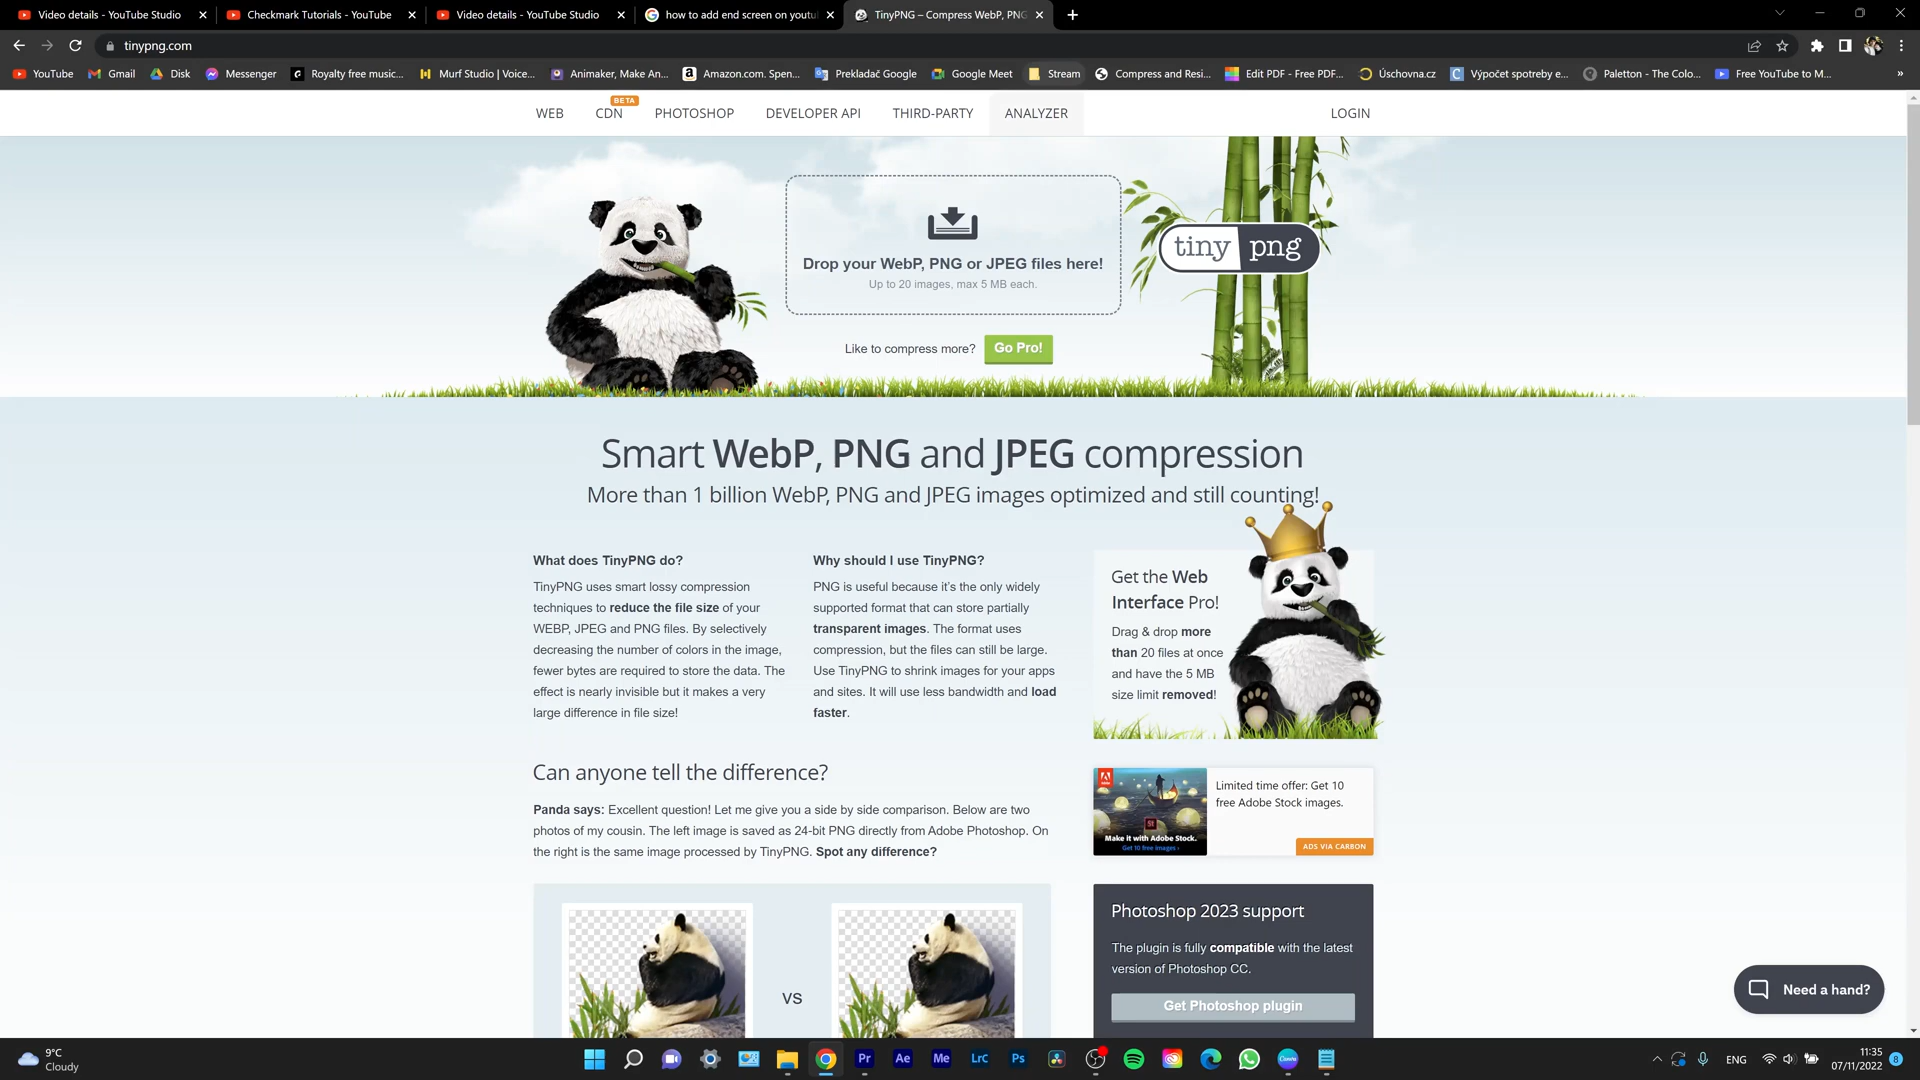 Video details - YouTube Studio
Checkmark Tutorials - YouTube
Video details - YouTube Studio
how to add end screen on youtu
TinyPNG – Compress WebP, PNG
tinypng.com
YouTube
Gmail
Disk
Messenger
Royalty free music...
Murf Studio | Voice...
Animaker, Make An...
Amazon.com. Spen...
Prekladač Google
Google Meet
Stream
Compress and Resi...
Edit PDF - Free PDF...
Úschovna.cz
Výpočet spotreby e...
Paletton - The Colo...
Free YouTube to M...
WEB
CDN
BETA
PHOTOSHOP
DEVELOPER API
THIRD-PARTY
ANALYZER
LOGIN
Drop your WebP, PNG or JPEG files here!
Up to 20 images, max 5 MB each.
tiny png
Like to compress more?
Go Pro!
Smart WebP, PNG and JPEG compression
More than 1 billion WebP, PNG and JPEG images optimized and still counting!
What does TinyPNG do?
TinyPNG uses smart lossy compression
techniques to reduce the file size of your
WEBP, JPEG and PNG files. By selectively
decreasing the number of colors in the image,
fewer bytes are required to store the data. The
effect is nearly invisible but it makes a very
large difference in file size!
Why should I use TinyPNG?
PNG is useful because it's the only widely
supported format that can store partially
transparent images. The format uses
compression, but the files can still be large.
Use TinyPNG to shrink images for your apps
and sites. It will use less bandwidth and load
faster.
Get the Web
Interface Pro!
Drag & drop more
than 20 files at once
and have the 5 MB
size limit removed!
Can anyone tell the difference?
Panda says: Excellent question! Let me give you a side by side comparison. Below are two
photos of my cousin. The left image is saved as 24-bit PNG directly from Adobe Photoshop. On
the right is the same image processed by TinyPNG. Spot any difference?
VS
St
Make it with Adobe Stock.
Get 10 free images ›
Limited time offer: Get 10
free Adobe Stock images.
ADS VIA CARBON
Photoshop 2023 support
The plugin is fully compatible with the latest
version of Photoshop CC.
Get Photoshop plugin
Need a hand?
9°C
Cloudy
Pr
Ae
Me
LrC
Ps
ENG
11:35
07/11/2022
8